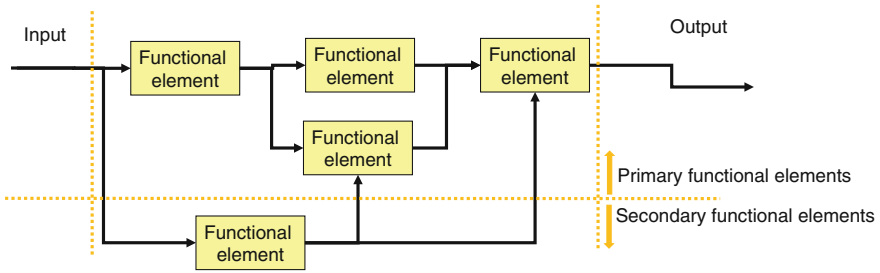 Input
Output
Functional
element
Functional
element
Functional
element
Functional
element
Primary functional elements
Secondary functional elements
Functional
element